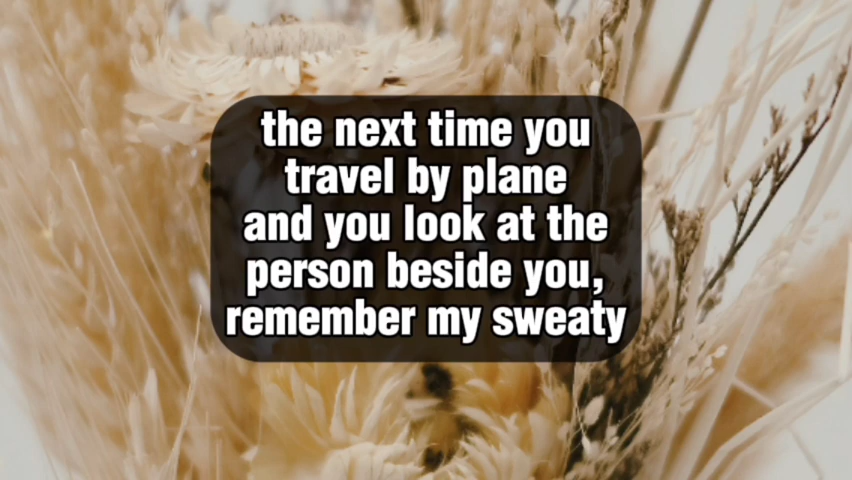 the next time you
travel by plane
and you look at the
person beside you,
remember my sweaty